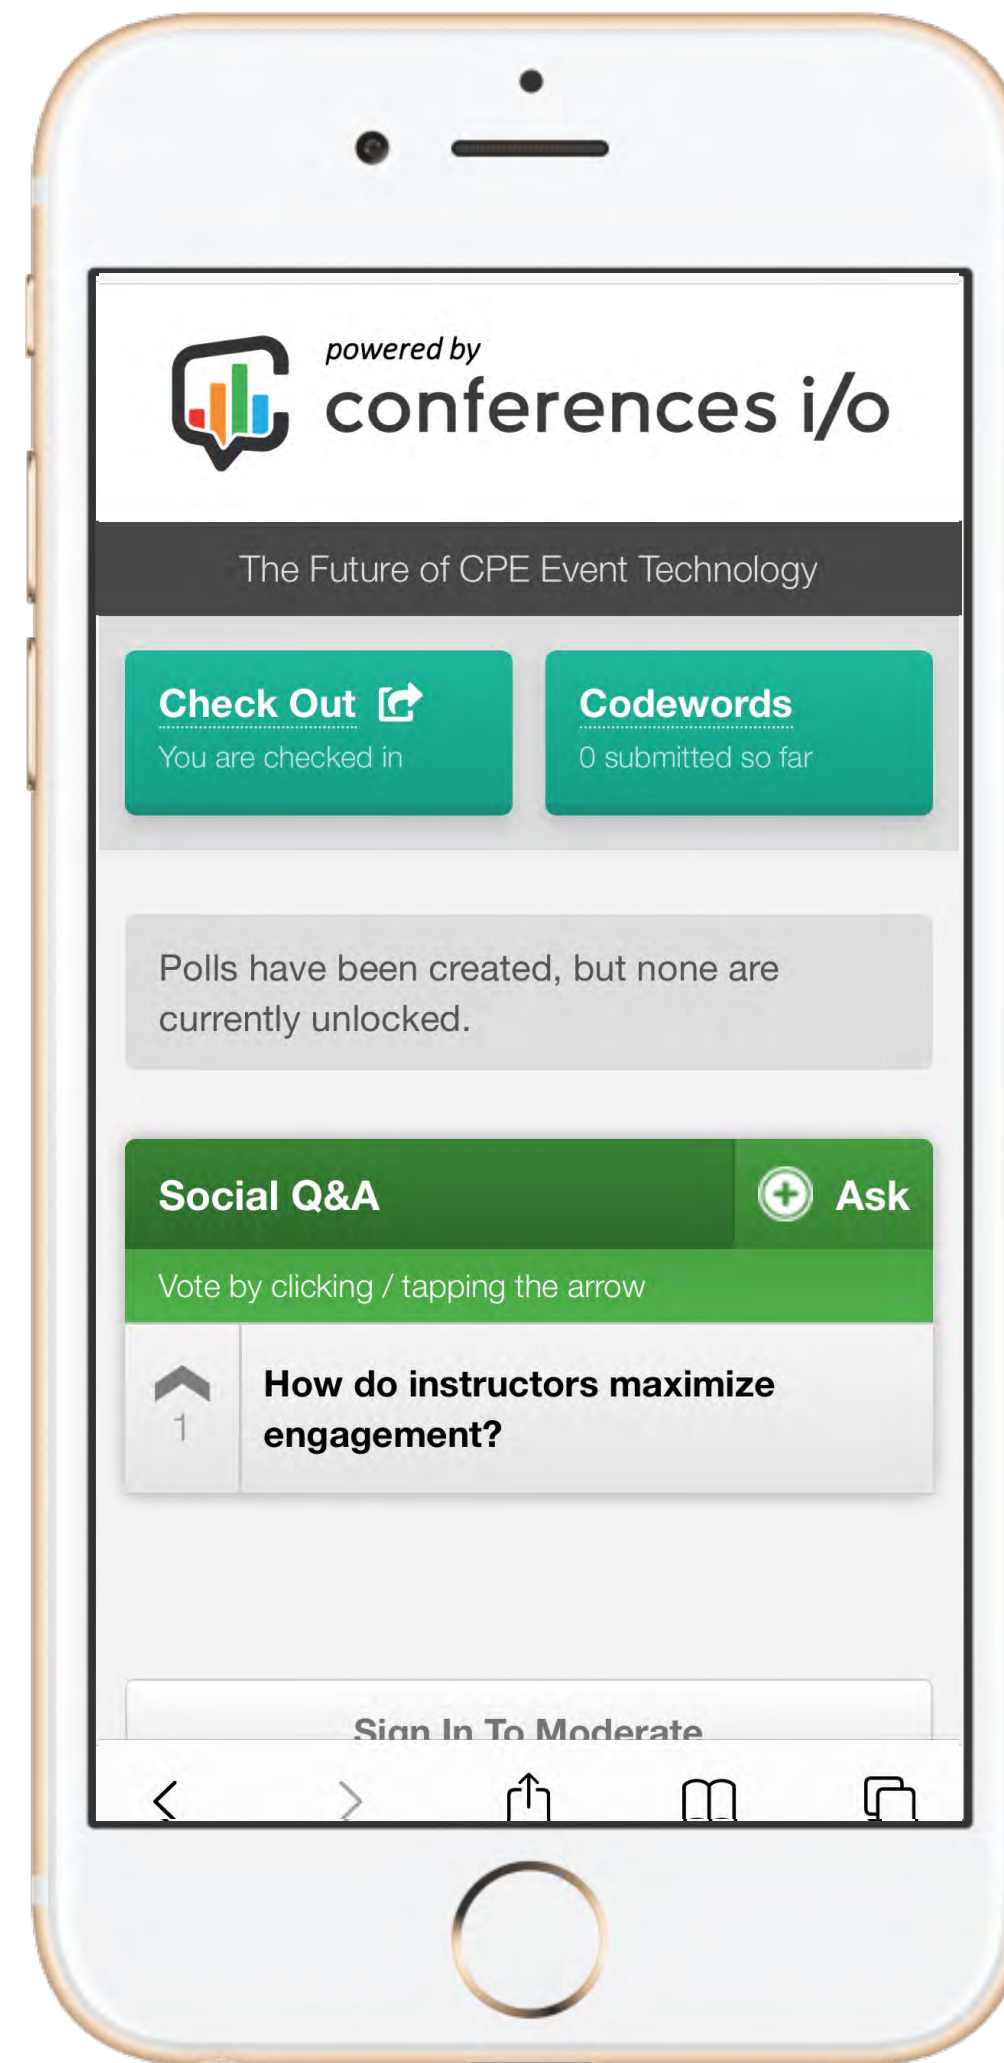 powered by
conferences i/o
The Future of CPE Event Technology
Check Out
You are checked in
Codewords
0 submitted so far
Polls have been created, but none are
currently unlocked.
Social Q&A
Ask
Vote by clicking / tapping the arrow
1
How do instructors maximize
engagement?
Sign In To Moderate